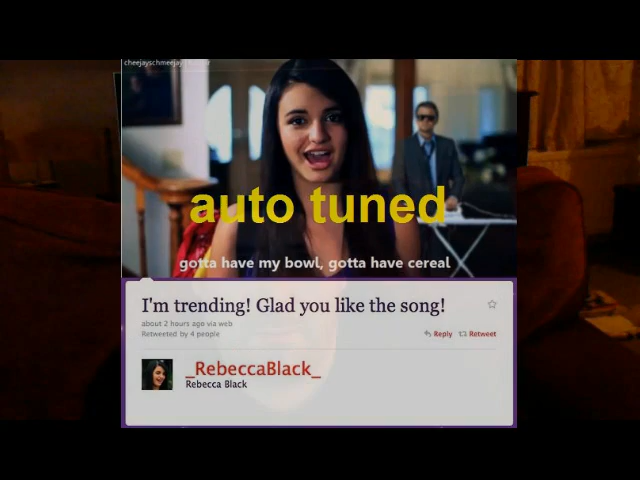 auto tuned
gotta have my bowl, gotta have cereal
I'm trending! Glad you like the song!
about 2 hours ago via web
Retweeted by 4 people
Reply Retweet
_RebeccaBlack_
Rebecca Black